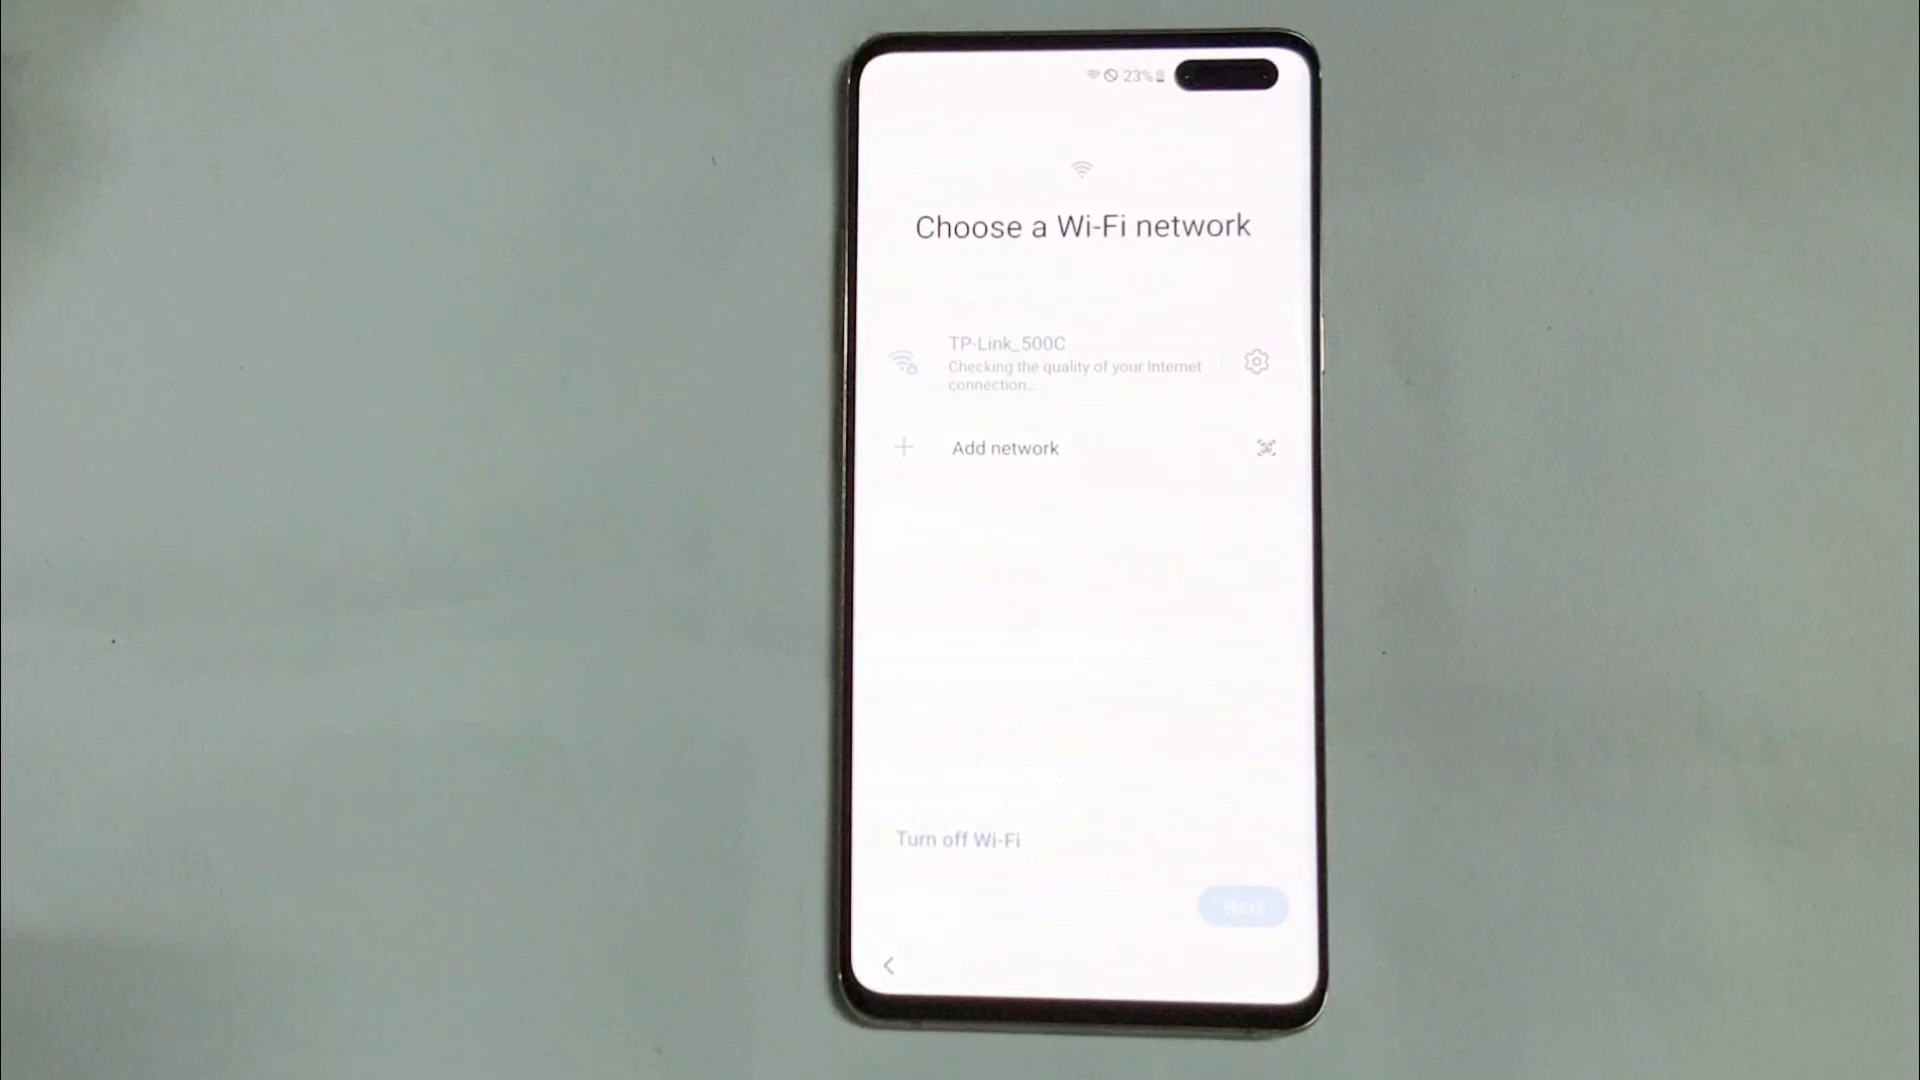 23%
Choose a Wi-Fi network
TP-Link_500C
Checking the quality of your Internet
connection...
Add network
Turn off Wi-Fi
Next